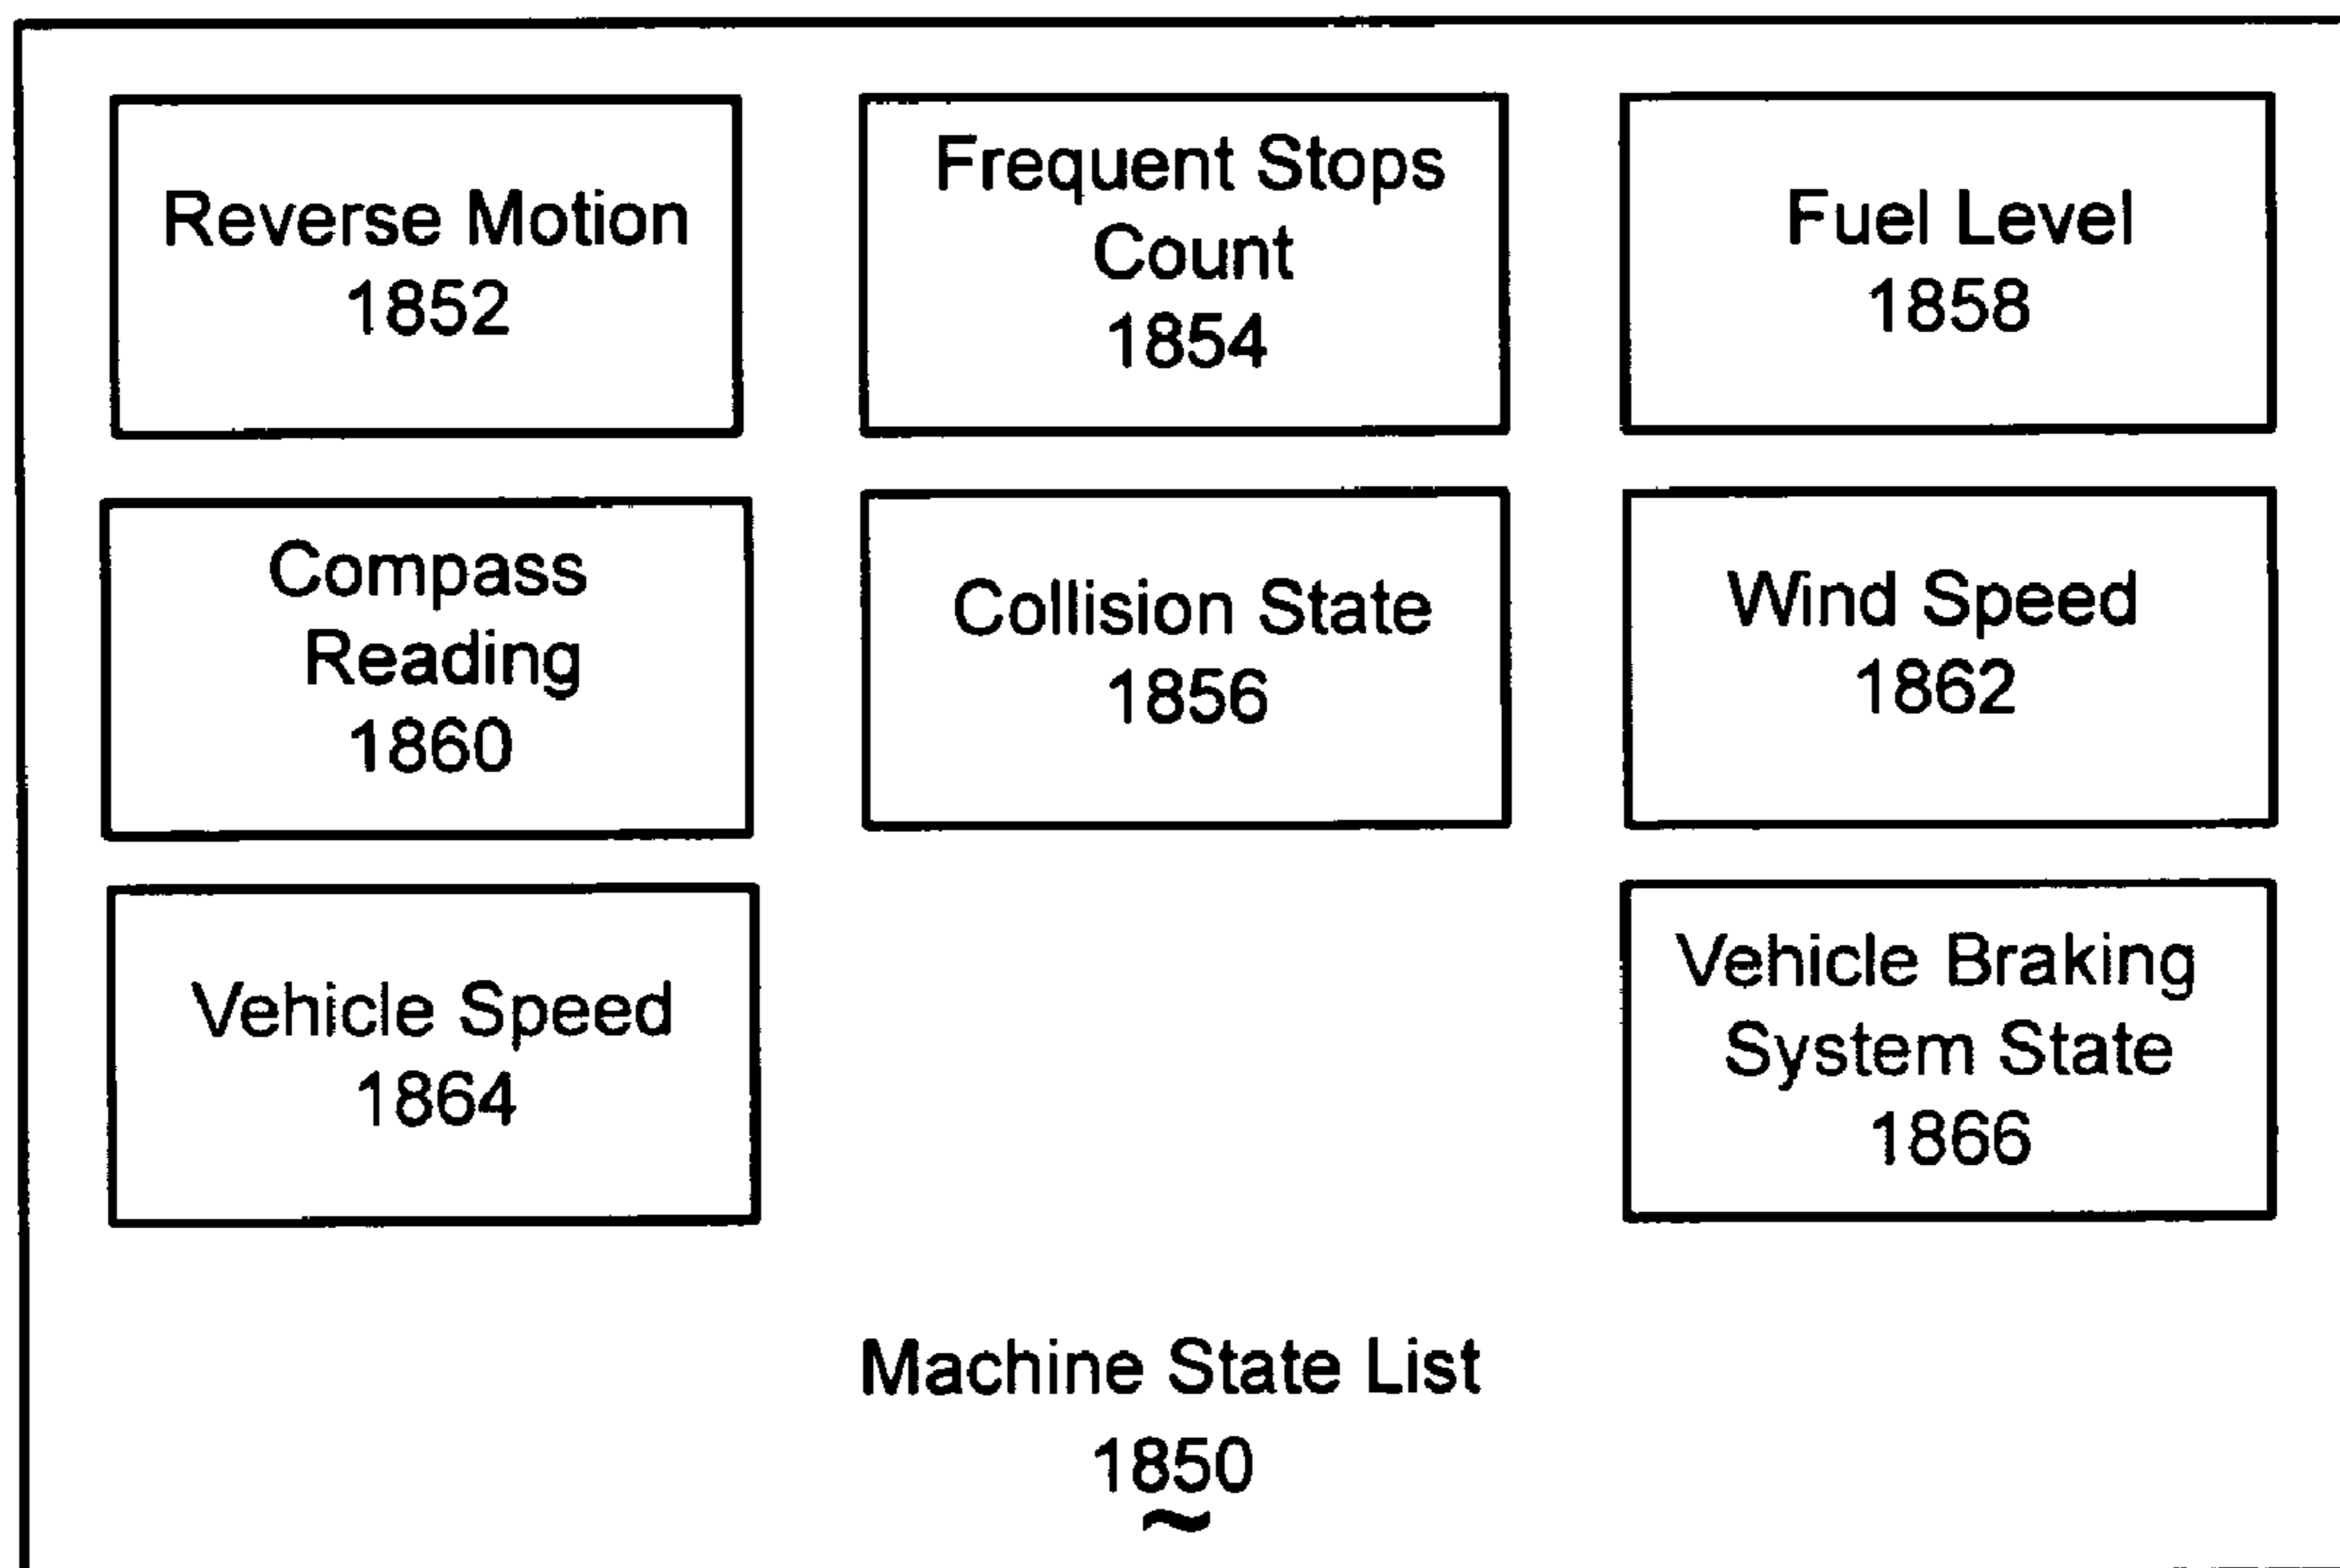 Reverse Motion
1852
Frequent Stops
Count
1854
Fuel Level
1858
Compass
Reading
1860
Collision State
1856
Wind Speed
1862
Vehicle Speed
1864
Vehicle Braking
System State
1866
Machine State List
1850